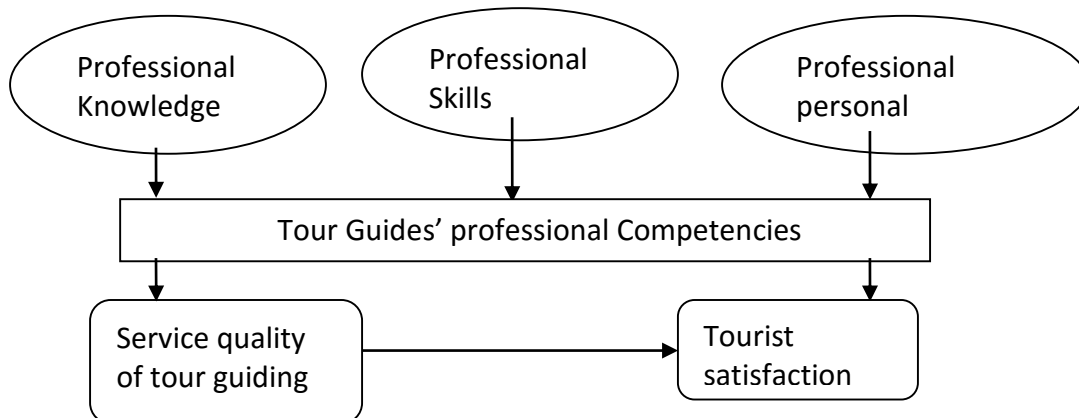 Professional
Knowledge
Professional
Skills
Professional
personal
Tour Guides’ professional Competencies
Service quality
of tour guiding
Tourist
satisfaction